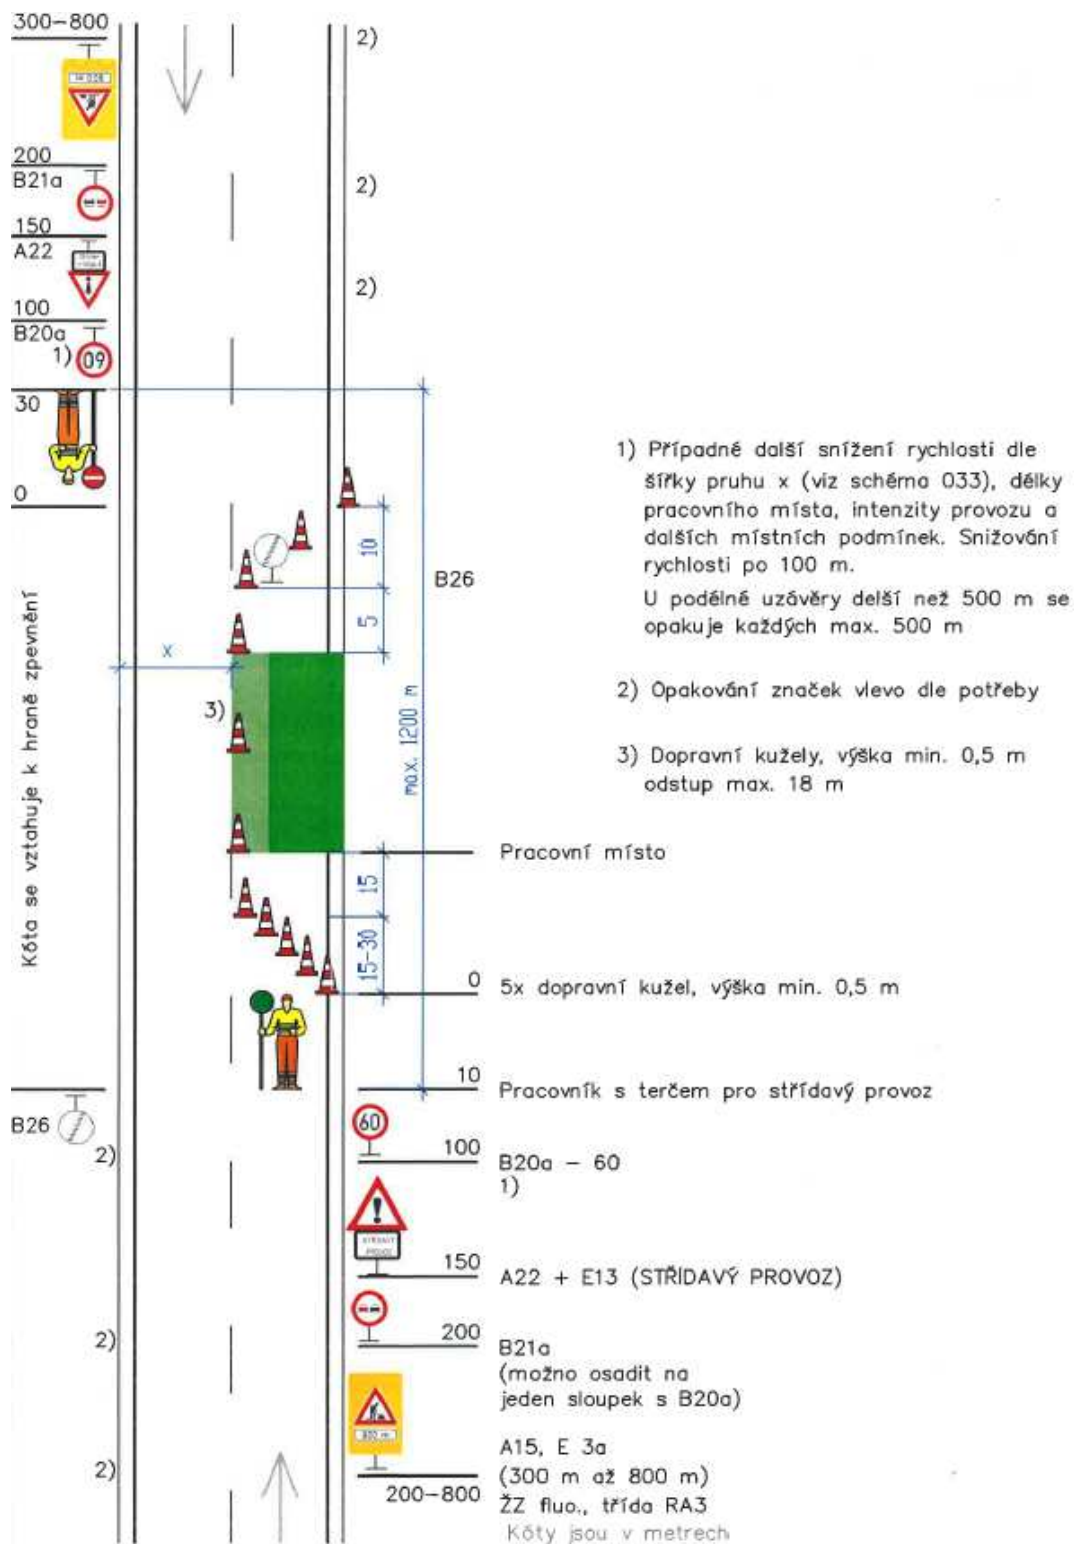 300-800
2)
200
B21a
2)
150
A22
2)
100
B20a
1)
60
30
0
10
B26
5
x
3)
max. 1200 m
Kóta se vztahuje k hraně zpevnění
1) Případné další snížení rychlosti dle
šířky pruhu x (viz schéma 033), délky
pracovního místa, intenzity provozu a
dalších místních podmínek. Snižování
rychlosti po 100 m.
U podélné uzávěry delší než 500 m se
opakuje každých max. 500 m
2) Opakování značek vlevo dle potřeby
3) Dopravní kužely, výška min. 0,5 m
odstup max. 18 m
Pracovní místo
15
15-30
0
5x dopravní kužel, výška min. 0,5 m
10
Pracovník s terčem pro střídavý provoz
B26
2)
60
100
B20a - 60
1)
150
A22 + E13 (STŘÍDAVÝ PROVOZ)
2)
200
B21a
(možno osadit na
jeden sloupek s B20a)
800 m
2)
A15, E 3a
(300 m až 800 m)
200-800
ŽZ fluo., třída RA3
Kóty jsou v metrech